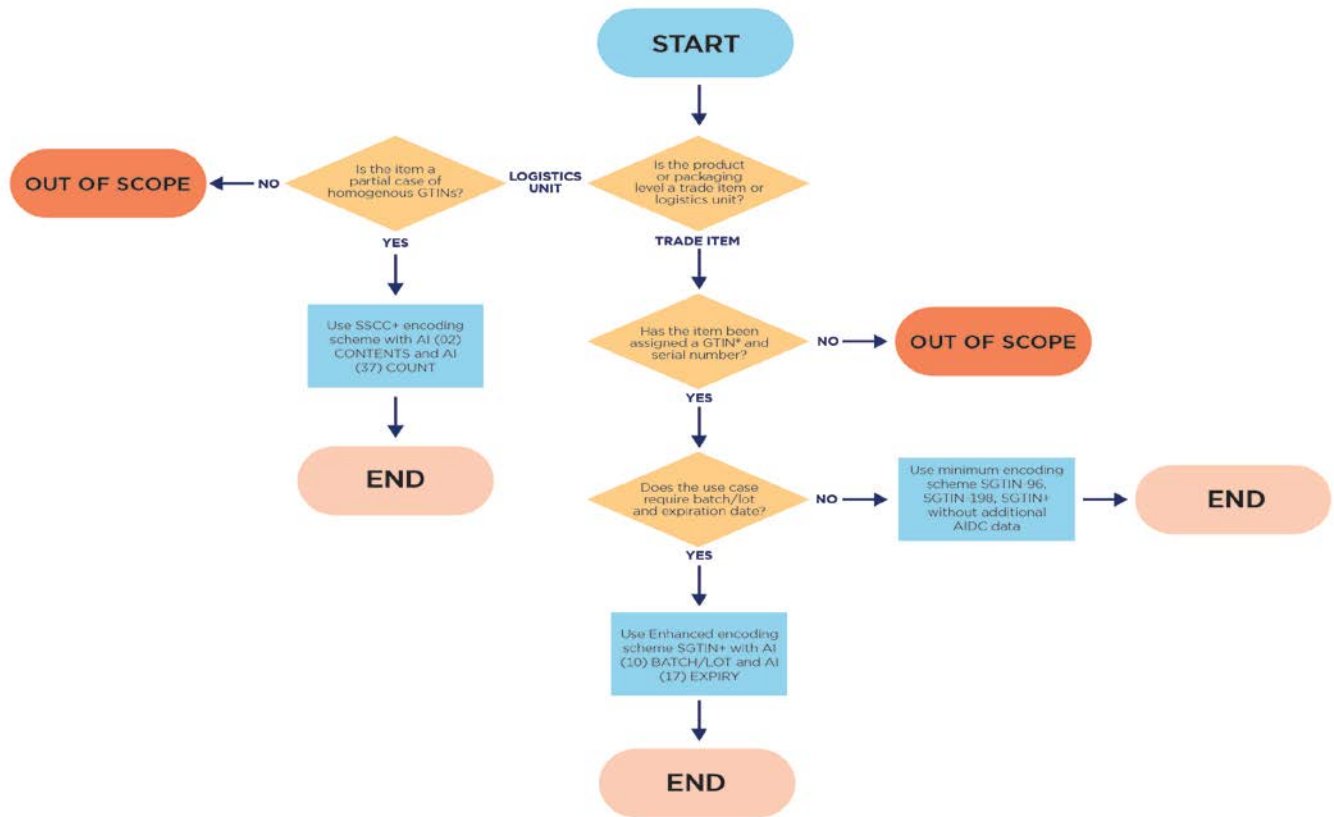 START
Is the product
or packaging
level a trade item or
logistics unit?
LOGISTICS
UNIT
Is the item a
partial case of
homogenous GTINs?
NO
OUT OF SCOPE
YES
Use SSCC+ encoding
scheme with AI (02)
CONTENTS and AI
(37) COUNT
END
TRADE ITEM
Has the item been
assigned a GTIN* and
serial number?
NO
OUT OF SCOPE
YES
Does the use case
require batch/lot
and expiration date?
NO
Use minimum encoding
scheme SGTIN-96,
SGTIN-198, SGTIN+
without additional
AIDC data
END
YES
Use Enhanced encoding
scheme SGTIN+ with AI
(10) BATCH/LOT and AI
(17) EXPIRY
END